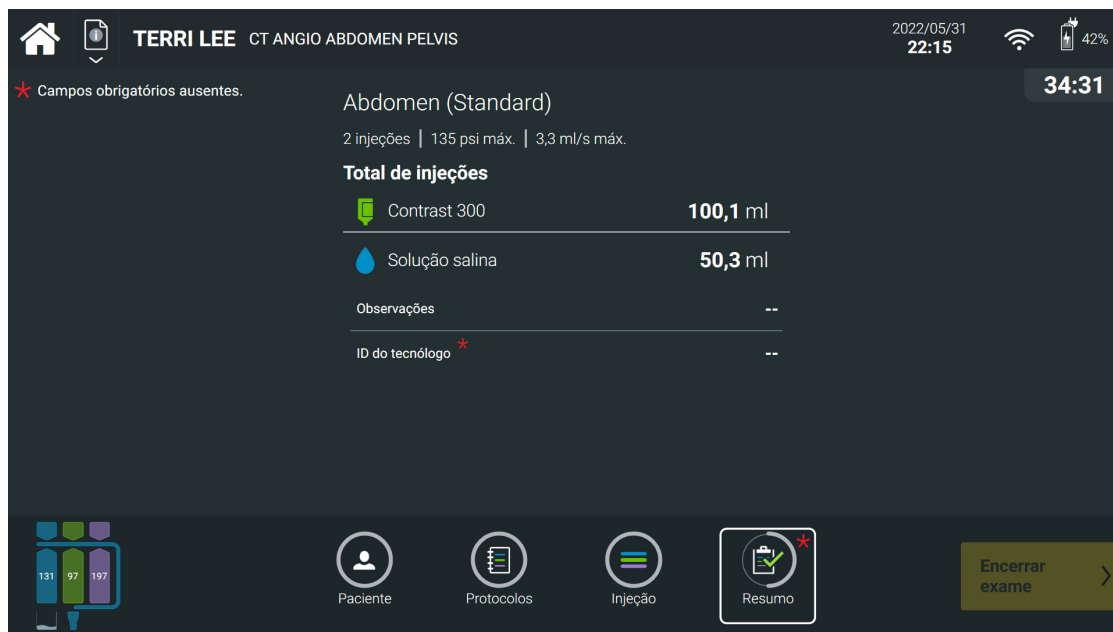 TERRI LEE CT ANGIO ABDOMEN PELVIS
2022/05/31
22:15
42%
* Campos obrigatórios ausentes.
34:31
Abdomen (Standard)
2 injeções | 135 psi máx. | 3,3 ml/s máx.
Total de injeções
Contrast 300 100,1 ml
Solução salina 50,3 ml
Observações --
ID do tecnólogo * --
131 97 197
Paciente
Protocolos
Injeção
Resumo
*
Encerrar
exame